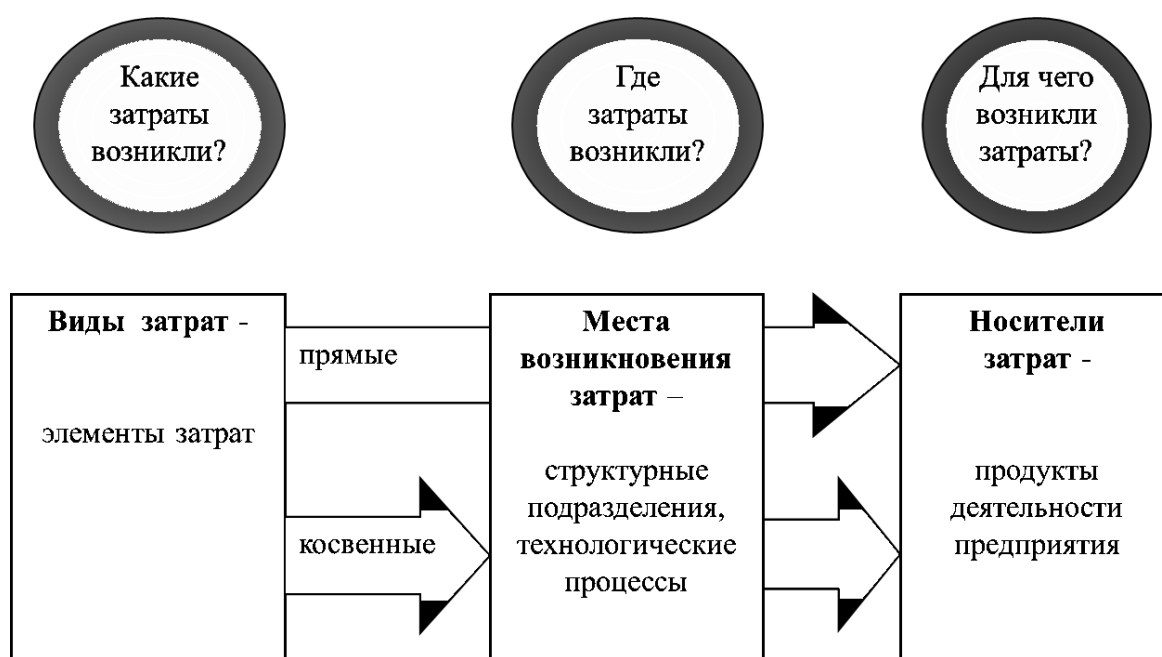 Какие
затраты
возникли?
Где
затраты
возникли?
Для чего
возникли
затраты?
Виды затрат -
элементы затрат
прямые
косвенные
Места
возникновения
затрат –
структурные
подразделения,
технологические
процессы
Носители
затрат -
продукты
деятельности
предприятия